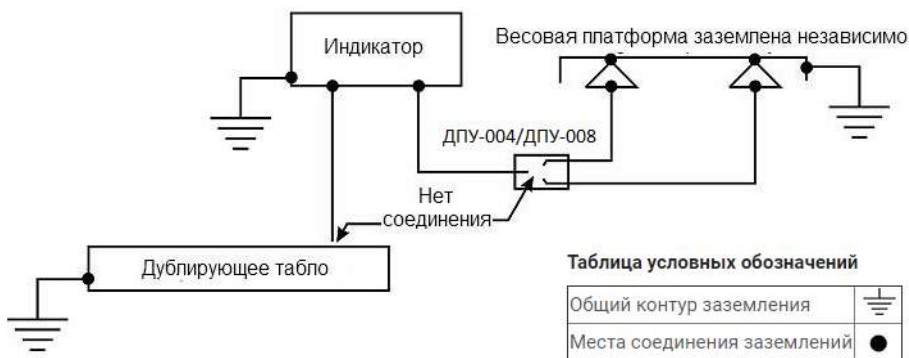 Индикатор
Весовая платформа заземлена независимо
ДПУ-004/ДПУ-008
Нет
соединения
Дублирующее табло
Таблица условных обозначений
Общий контур заземления
Места соединения заземлений